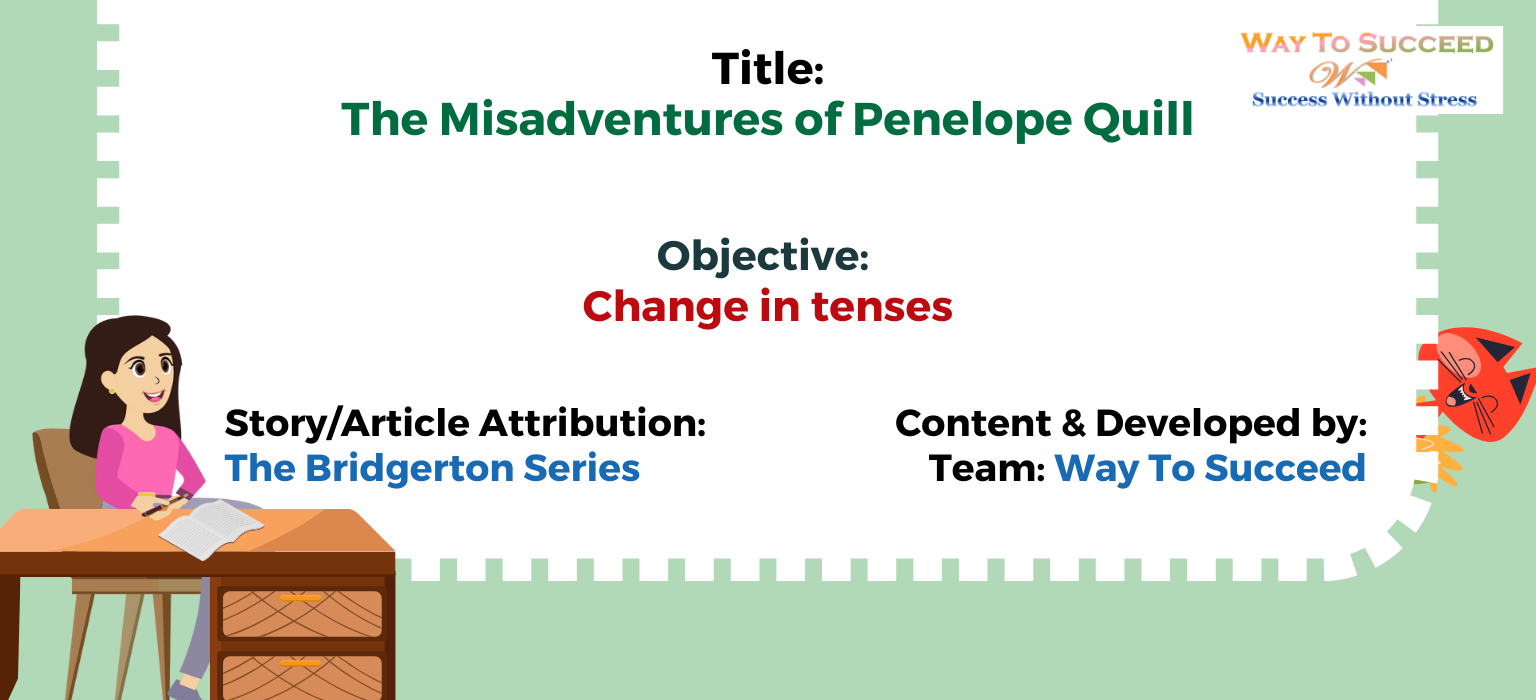 WAY TO SUCCEED
W
Success Without Stress
Title:
The Misadventures of Penelope Quill
Objective:
Change in tenses
Story/Article Attribution:
The Bridgerton Series
Content & Developed by:
Team: Way To Succeed